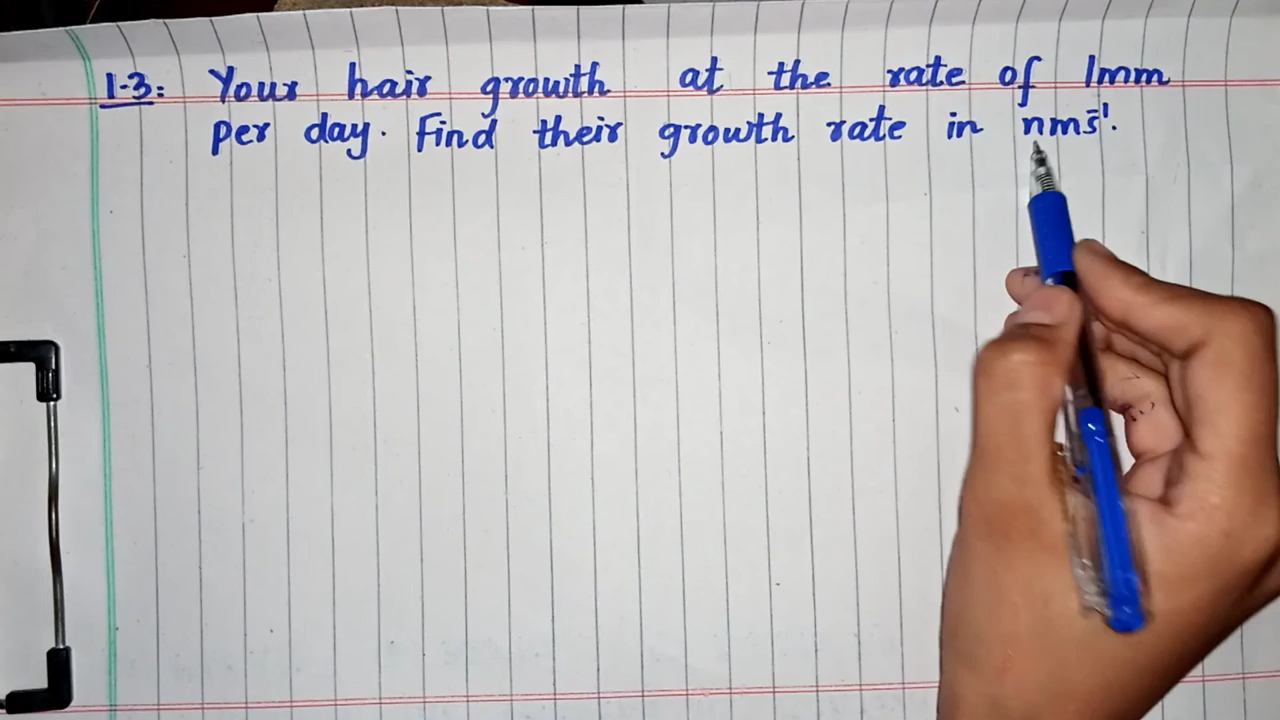 1.3: Your hair growth at the rate of 1mm
per day. Find their growth rate in nms⁻¹.